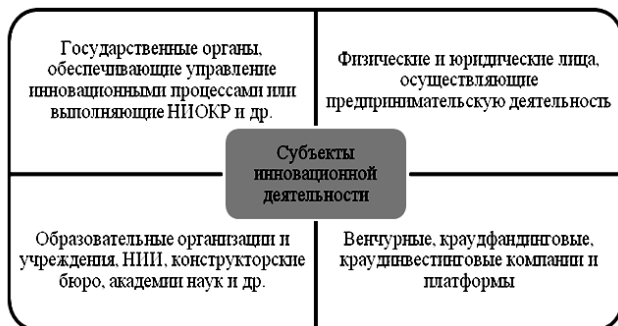 Государственные органы,
обеспечивающие управление
инновационными процессами или
выполняющие НИОКР и др.
Физические и юридические лица,
осуществляющие
предпринимательскую деятельность
Субъекты
инновационной
деятельности
Образовательные организации и
учреждения, НИИ, конструкторские
бюро, академии наук и др.
Венчурные, краудфандинговые,
краудинвестинговые компании и
платформы